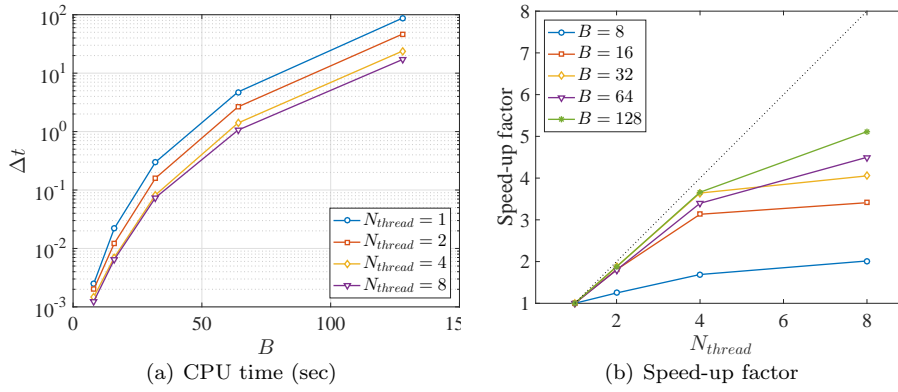 10^2
10^1
10^0
10^-1
10^-2
10^-3
Δt
0
50
100
15
B
N_thread = 1
N_thread = 2
N_thread = 4
N_thread = 8
(a) CPU time (sec)
8
7
6
5
4
3
2
1
Speed-up factor
2
4
6
8
N_thread
B = 8
B = 16
B = 32
B = 64
B = 128
(b) Speed-up factor